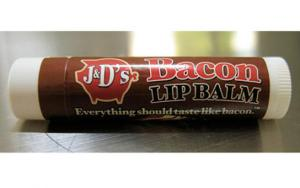 J&D's
Bacon
LIP BALM
Everything should taste like bacon.